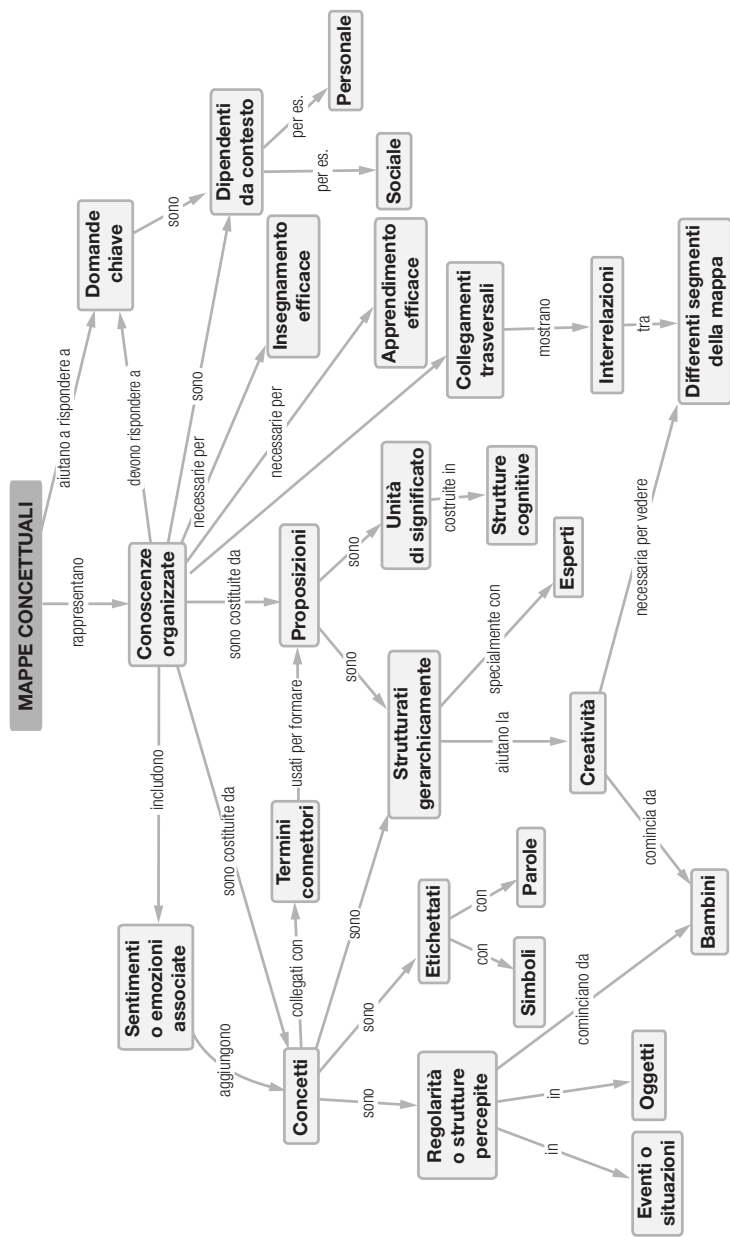 MAPPE CONCETTUALI
rappresentano
aiutano a rispondere a
Domande
chiave
devono rispondere a
sono
Conoscenze
organizzate
includono
sono costituite da
sono costituite da
necessarie per
necessarie per
sono
Dipendenti
da contesto
per es.
per es.
Personale
Sociale
Insegnamento
efficace
Apprendimento
efficace
Collegamenti
trasversali
mostrano
Interrelazioni
tra
Differenti segmenti
della mappa
Sentimenti
o emozioni
associate
aggiungono
Concetti
collegati con
Termini
connettori
usati per formare
Proposizioni
sono
sono
Unità
di significato
costruite in
Strutture
cognitive
Strutturati
gerarchicamente
specialmente con
Esperti
aiutano la
Creatività
necessaria per vedere
comincia da
Bambini
sono
sono
sono
Etichettati
con
con
Parole
Simboli
Regolarità
o strutture
percepite
cominciano da
in
in
Oggetti
Eventi o
situazioni